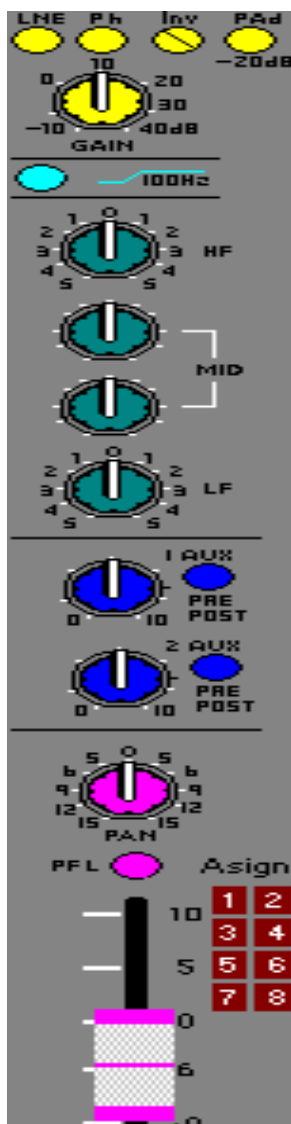 LNE Ph Inv PAd
-20dB
10
0 20
30
-10 40dB
GAIN
100Hz
1 0 1
2 2
3 3 HF
4 4
5 5
MID
1 0 1
2 2
3 3 LF
4 4
5 5
1 AUX
PRE
0 10 POST
2 AUX
PRE
0 10 POST
5 0 5
6 6
9 9
12 12
15 15
PAN
PFL Asign
1 2
10
3 4
5 5 6
7 8
0
6